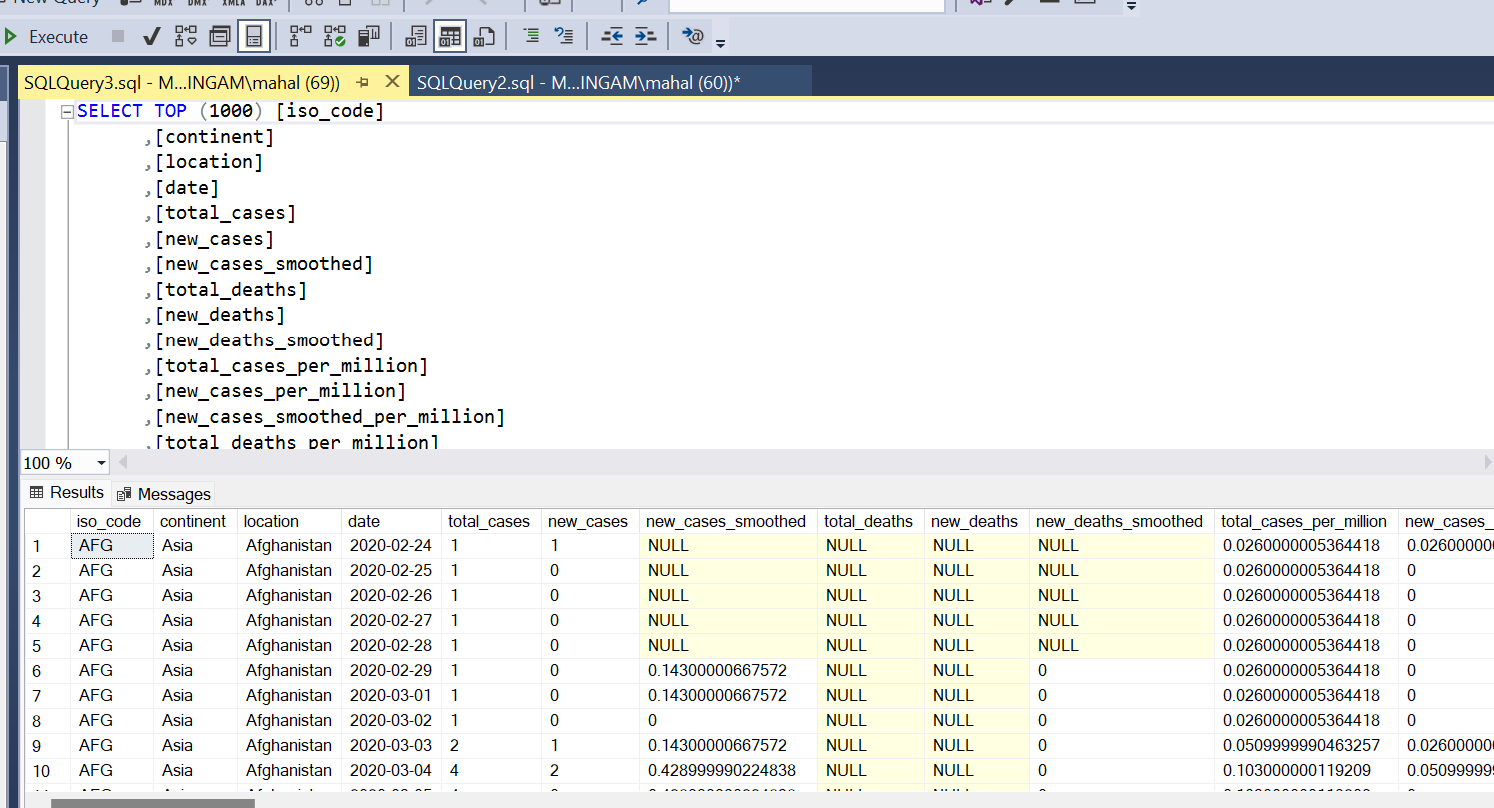 New Query MDX DMX XMLA DAX
Execute
SQLQuery3.sql - M...INGAM\mahal (69)) SQLQuery2.sql - M...INGAM\mahal (60))*
SELECT TOP (1000) [iso_code]
,[continent]
,[location]
,[date]
,[total_cases]
,[new_cases]
,[new_cases_smoothed]
,[total_deaths]
,[new_deaths]
,[new_deaths_smoothed]
,[total_cases_per_million]
,[new_cases_per_million]
,[new_cases_smoothed_per_million]
,[total_deaths_per_million]
100 %
Results Messages
iso_code continent location date total_cases new_cases new_cases_smoothed total_deaths new_deaths new_deaths_smoothed total_cases_per_million new_cases_
1 AFG Asia Afghanistan 2020-02-24 1 1 NULL NULL NULL NULL 0.0260000005364418 0.02600000
2 AFG Asia Afghanistan 2020-02-25 1 0 NULL NULL NULL NULL 0.0260000005364418 0
3 AFG Asia Afghanistan 2020-02-26 1 0 NULL NULL NULL NULL 0.0260000005364418 0
4 AFG Asia Afghanistan 2020-02-27 1 0 NULL NULL NULL NULL 0.0260000005364418 0
5 AFG Asia Afghanistan 2020-02-28 1 0 NULL NULL NULL NULL 0.0260000005364418 0
6 AFG Asia Afghanistan 2020-02-29 1 0 0.14300000667572 NULL NULL 0 0.0260000005364418 0
7 AFG Asia Afghanistan 2020-03-01 1 0 0.14300000667572 NULL NULL 0 0.0260000005364418 0
8 AFG Asia Afghanistan 2020-03-02 1 0 0 NULL NULL 0 0.0260000005364418 0
9 AFG Asia Afghanistan 2020-03-03 2 1 0.14300000667572 NULL NULL 0 0.0509999990463257 0.02600000
10 AFG Asia Afghanistan 2020-03-04 4 2 0.428999990224838 NULL NULL 0 0.103000000119209 0.05099999